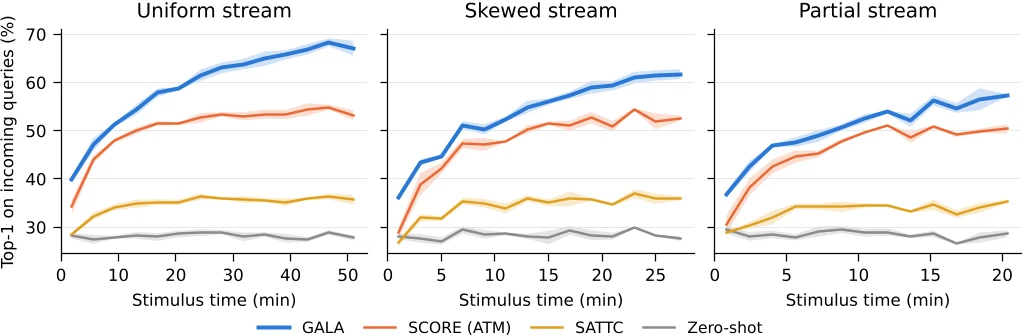 Uniform stream
Skewed stream
Partial stream
Top-1 on incoming queries (%)
70
60
50
40
30
0 10 20 30 40 50
0 5 10 15 20 25
0 5 10 15 20
Stimulus time (min)
Stimulus time (min)
Stimulus time (min)
GALA SCORE (ATM) SATTC Zero-shot